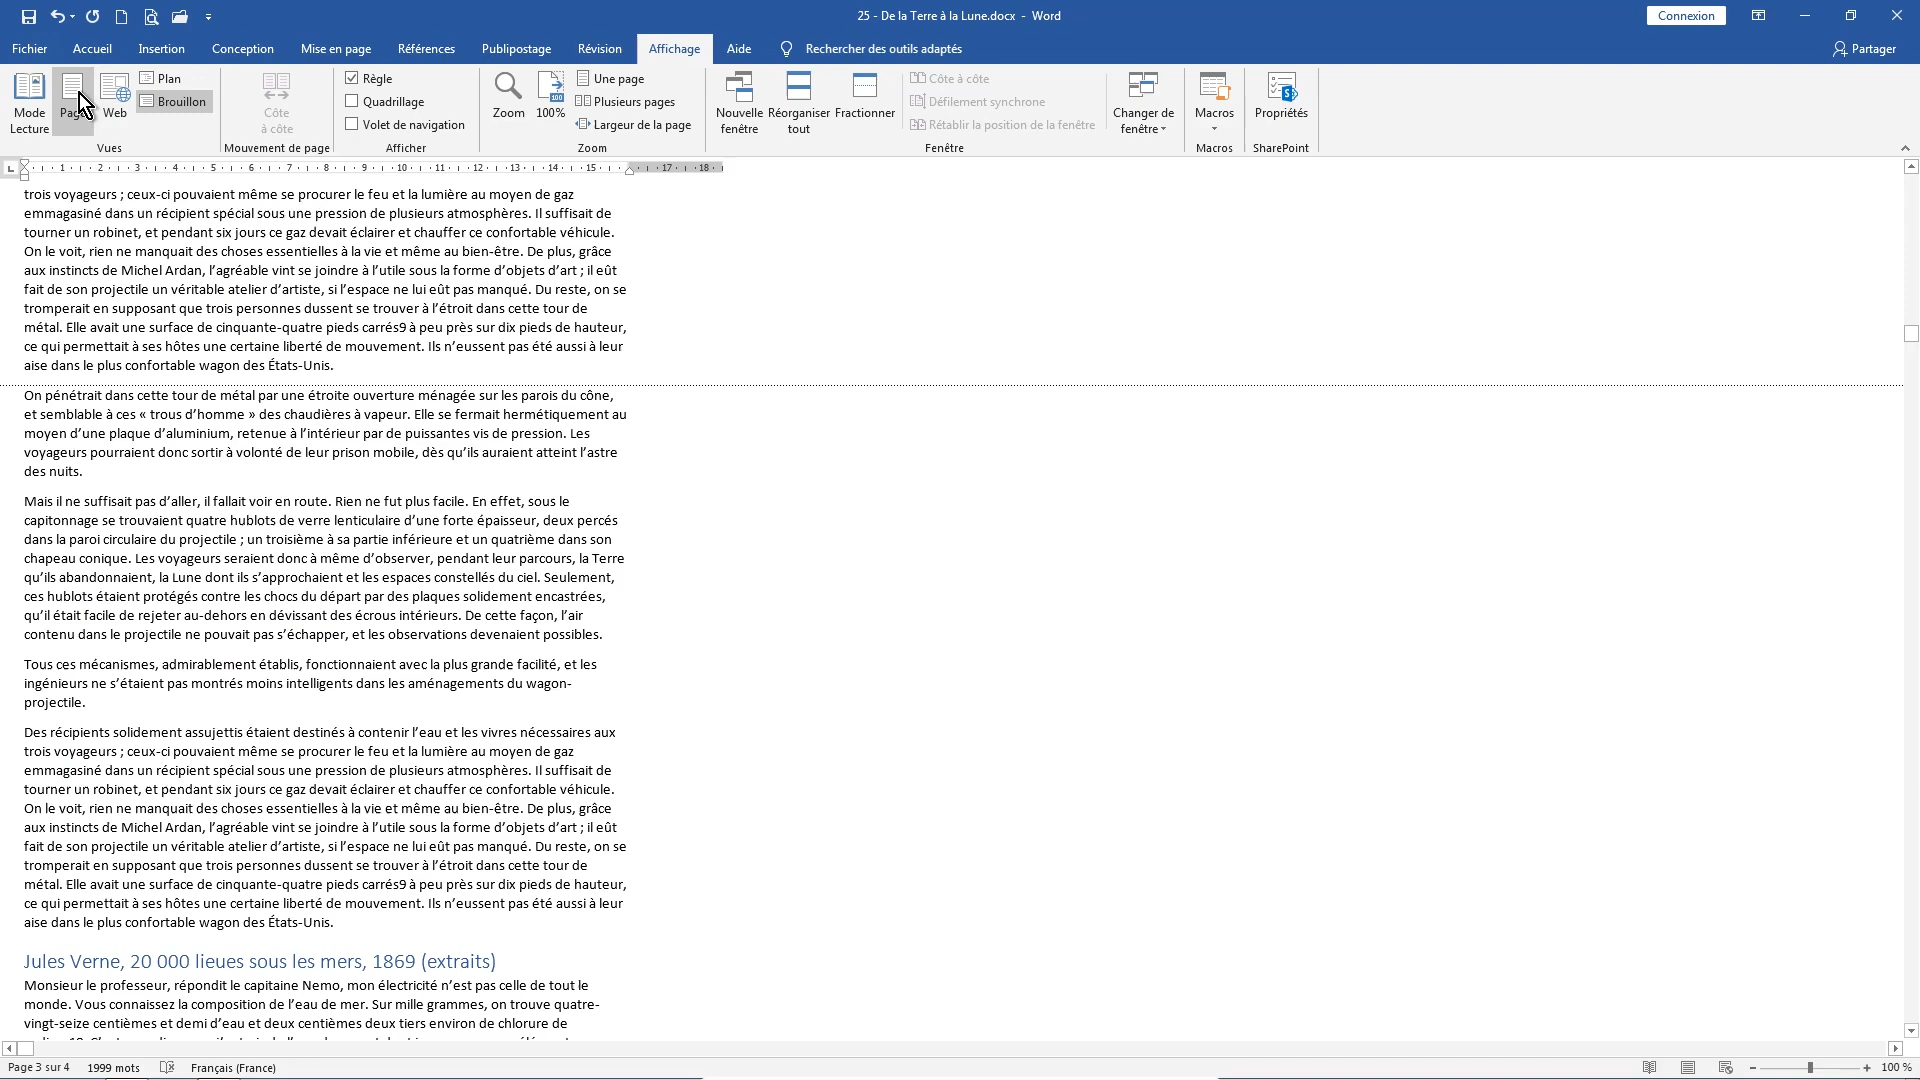 25 - De la Terre à la Lune.docx - Word
Connexion
Fichier
Accueil
Insertion
Conception
Mise en page
Références
Publipostage
Révision
Affichage
Aide
Rechercher des outils adaptés
Partager
Mode Lecture
Web
Plan
Brouillon
Vues
Côte à côte
Mouvement de page
Règle
Quadrillage
Volet de navigation
Afficher
Zoom
100%
Une page
Plusieurs pages
Largeur de la page
Zoom
Nouvelle fenêtre
Réorganiser tout
Fractionner
Côte à côte
Défilement synchrone
Rétablir la position de la fenêtre
Fenêtre
Changer de fenêtre
Macros
Macros
Propriétés
SharePoint
1 2 3 4 5 6 7 8 9 10 11 12 13 14 15 17 18
trois voyageurs ; ceux-ci pouvaient même se procurer le feu et la lumière au moyen de gaz
emmagasiné dans un récipient spécial sous une pression de plusieurs atmosphères. Il suffisait de
tourner un robinet, et pendant six jours ce gaz devait éclairer et chauffer ce confortable véhicule.
On le voit, rien ne manquait des choses essentielles à la vie et même au bien-être. De plus, grâce
aux instincts de Michel Ardan, l’agréable vint se joindre à l’utile sous la forme d’objets d’art ; il eût
fait de son projectile un véritable atelier d’artiste, si l’espace ne lui eût pas manqué. Du reste, on se
tromperait en supposant que trois personnes dussent se trouver à l’étroit dans cette tour de
métal. Elle avait une surface de cinquante-quatre pieds carrés9 à peu près sur dix pieds de hauteur,
ce qui permettait à ses hôtes une certaine liberté de mouvement. Ils n’eussent pas été aussi à leur
aise dans le plus confortable wagon des États-Unis.
On pénétrait dans cette tour de métal par une étroite ouverture ménagée sur les parois du cône,
et semblable à ces « trous d’homme » des chaudières à vapeur. Elle se fermait hermétiquement au
moyen d’une plaque d’aluminium, retenue à l’intérieur par de puissantes vis de pression. Les
voyageurs pourraient donc sortir à volonté de leur prison mobile, dès qu’ils auraient atteint l’astre
des nuits.
Mais il ne suffisait pas d’aller, il fallait voir en route. Rien ne fut plus facile. En effet, sous le
capitonnage se trouvaient quatre hublots de verre lenticulaire d’une forte épaisseur, deux percés
dans la paroi circulaire du projectile ; un troisième à sa partie inférieure et un quatrième dans son
chapeau conique. Les voyageurs seraient donc à même d’observer, pendant leur parcours, la Terre
qu’ils abandonnaient, la Lune dont ils s’approchaient et les espaces constellés du ciel. Seulement,
ces hublots étaient protégés contre les chocs du départ par des plaques solidement encastrées,
qu’il était facile de rejeter au-dehors en dévissant des écrous intérieurs. De cette façon, l’air
contenu dans le projectile ne pouvait pas s’échapper, et les observations devenaient possibles.
Tous ces mécanismes, admirablement établis, fonctionnaient avec la plus grande facilité, et les
ingénieurs ne s’étaient pas montrés moins intelligents dans les aménagements du wagon-
projectile.
Des récipients solidement assujettis étaient destinés à contenir l’eau et les vivres nécessaires aux
trois voyageurs ; ceux-ci pouvaient même se procurer le feu et la lumière au moyen de gaz
emmagasiné dans un récipient spécial sous une pression de plusieurs atmosphères. Il suffisait de
tourner un robinet, et pendant six jours ce gaz devait éclairer et chauffer ce confortable véhicule.
On le voit, rien ne manquait des choses essentielles à la vie et même au bien-être. De plus, grâce
aux instincts de Michel Ardan, l’agréable vint se joindre à l’utile sous la forme d’objets d’art ; il eût
fait de son projectile un véritable atelier d’artiste, si l’espace ne lui eût pas manqué. Du reste, on se
tromperait en supposant que trois personnes dussent se trouver à l’étroit dans cette tour de
métal. Elle avait une surface de cinquante-quatre pieds carrés9 à peu près sur dix pieds de hauteur,
ce qui permettait à ses hôtes une certaine liberté de mouvement. Ils n’eussent pas été aussi à leur
aise dans le plus confortable wagon des États-Unis.
Jules Verne, 20 000 lieues sous les mers, 1869 (extraits)
Monsieur le professeur, répondit le capitaine Nemo, mon électricité n’est pas celle de tout le
monde. Vous connaissez la composition de l’eau de mer. Sur mille grammes, on trouve quatre-
vingt-seize centièmes et demi d’eau et deux centièmes deux tiers environ de chlorure de
Page 3 sur 4
1999 mots
Français (France)
100 %